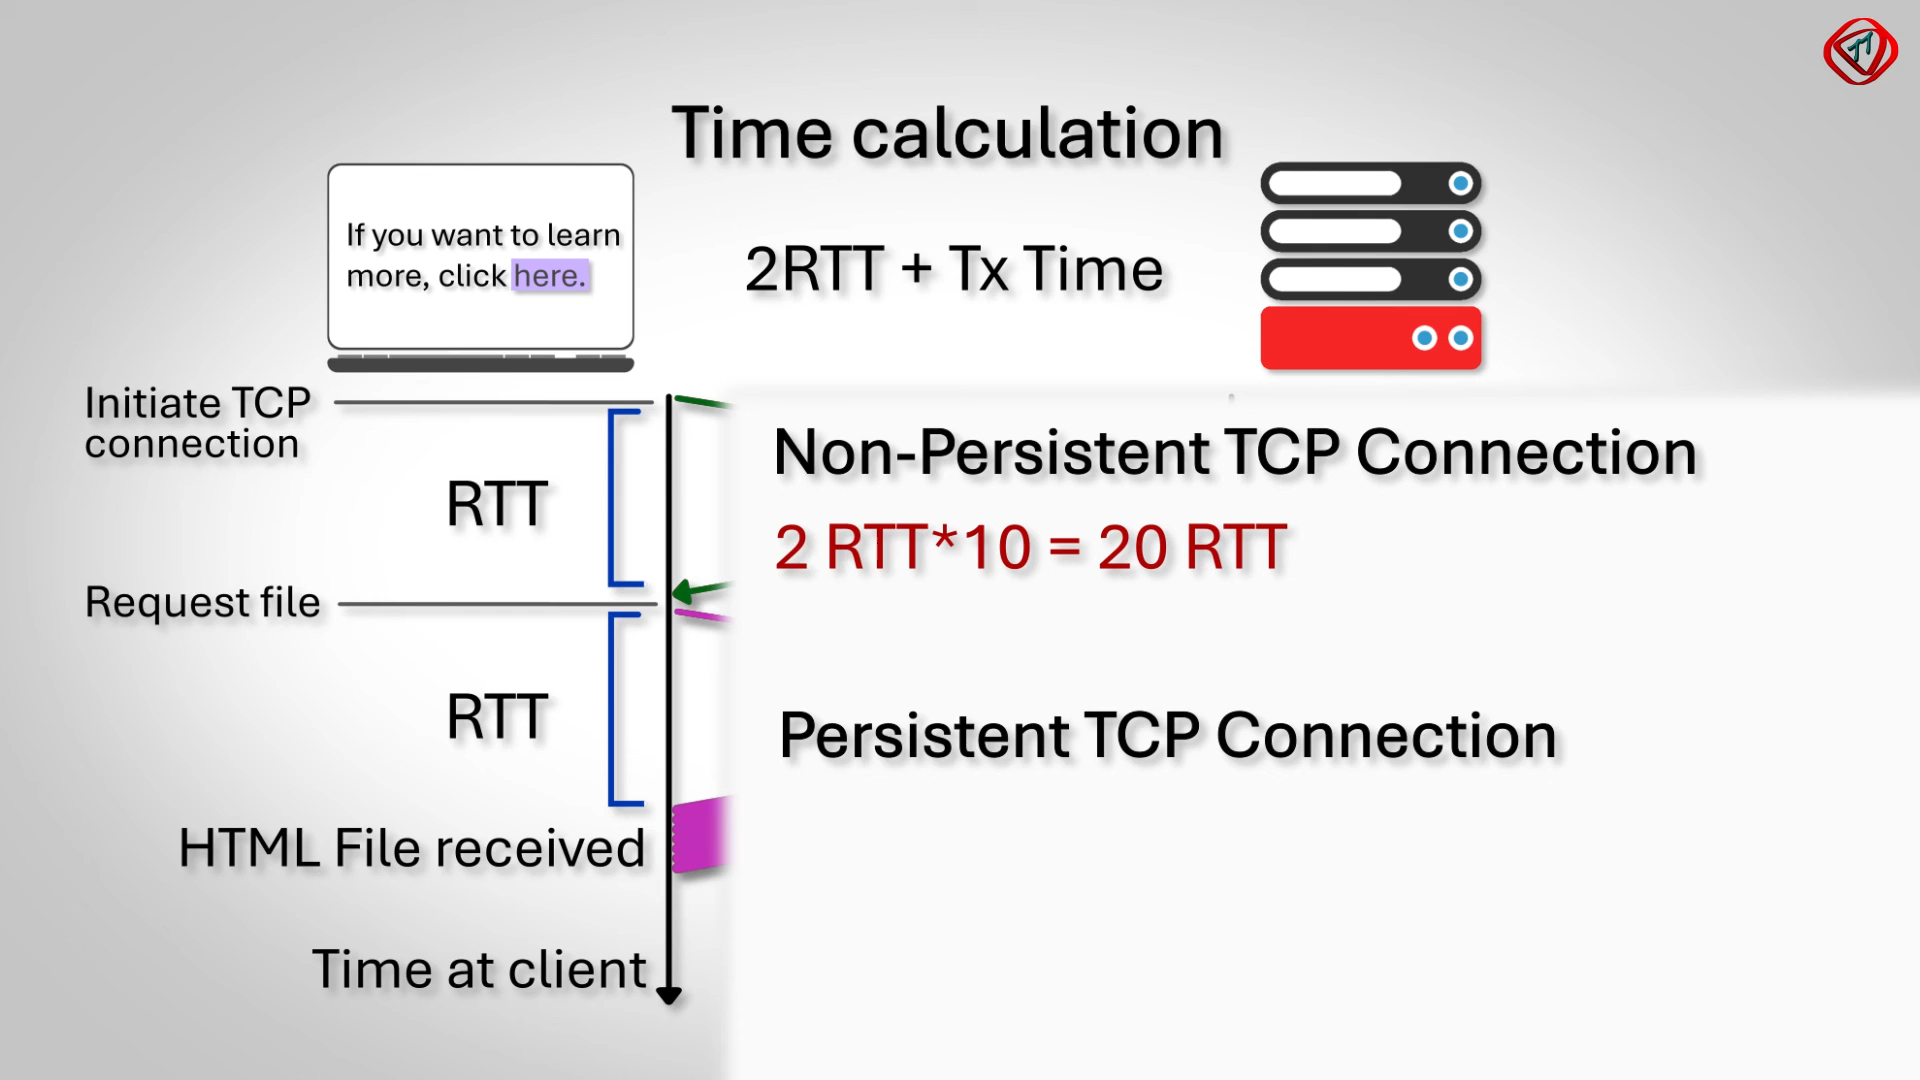 Time calculation
If you want to learn
more, click here.
2RTT + Tx Time
Initiate TCP
connection
RTT
Request file
RTT
HTML File received
Time at client
Non-Persistent TCP Connection
2 RTT*10 = 20 RTT
Persistent TCP Connection